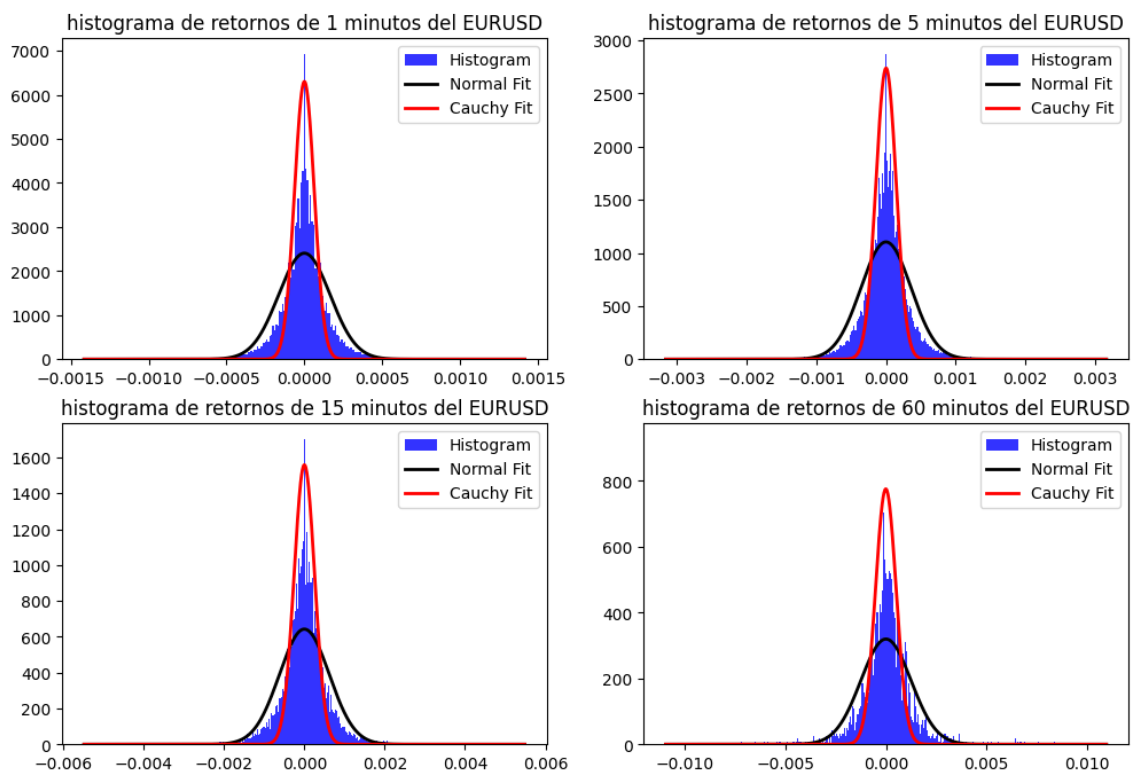 histograma de retornos de 1 minutos del EURUSD
7000
6000
5000
4000
3000
2000
1000
0
−0.0015 −0.0010 −0.0005 0.0000 0.0005 0.0010 0.0015
Histogram
Normal Fit
Cauchy Fit
histograma de retornos de 5 minutos del EURUSD
3000
2500
2000
1500
1000
500
0
−0.003 −0.002 −0.001 0.000 0.001 0.002 0.003
Histogram
Normal Fit
Cauchy Fit
histograma de retornos de 15 minutos del EURUSD
1600
1400
1200
1000
800
600
400
200
0
−0.006 −0.004 −0.002 0.000 0.002 0.004 0.006
Histogram
Normal Fit
Cauchy Fit
histograma de retornos de 60 minutos del EURUSD
800
600
400
200
0
−0.010 −0.005 0.000 0.005 0.010
Histogram
Normal Fit
Cauchy Fit